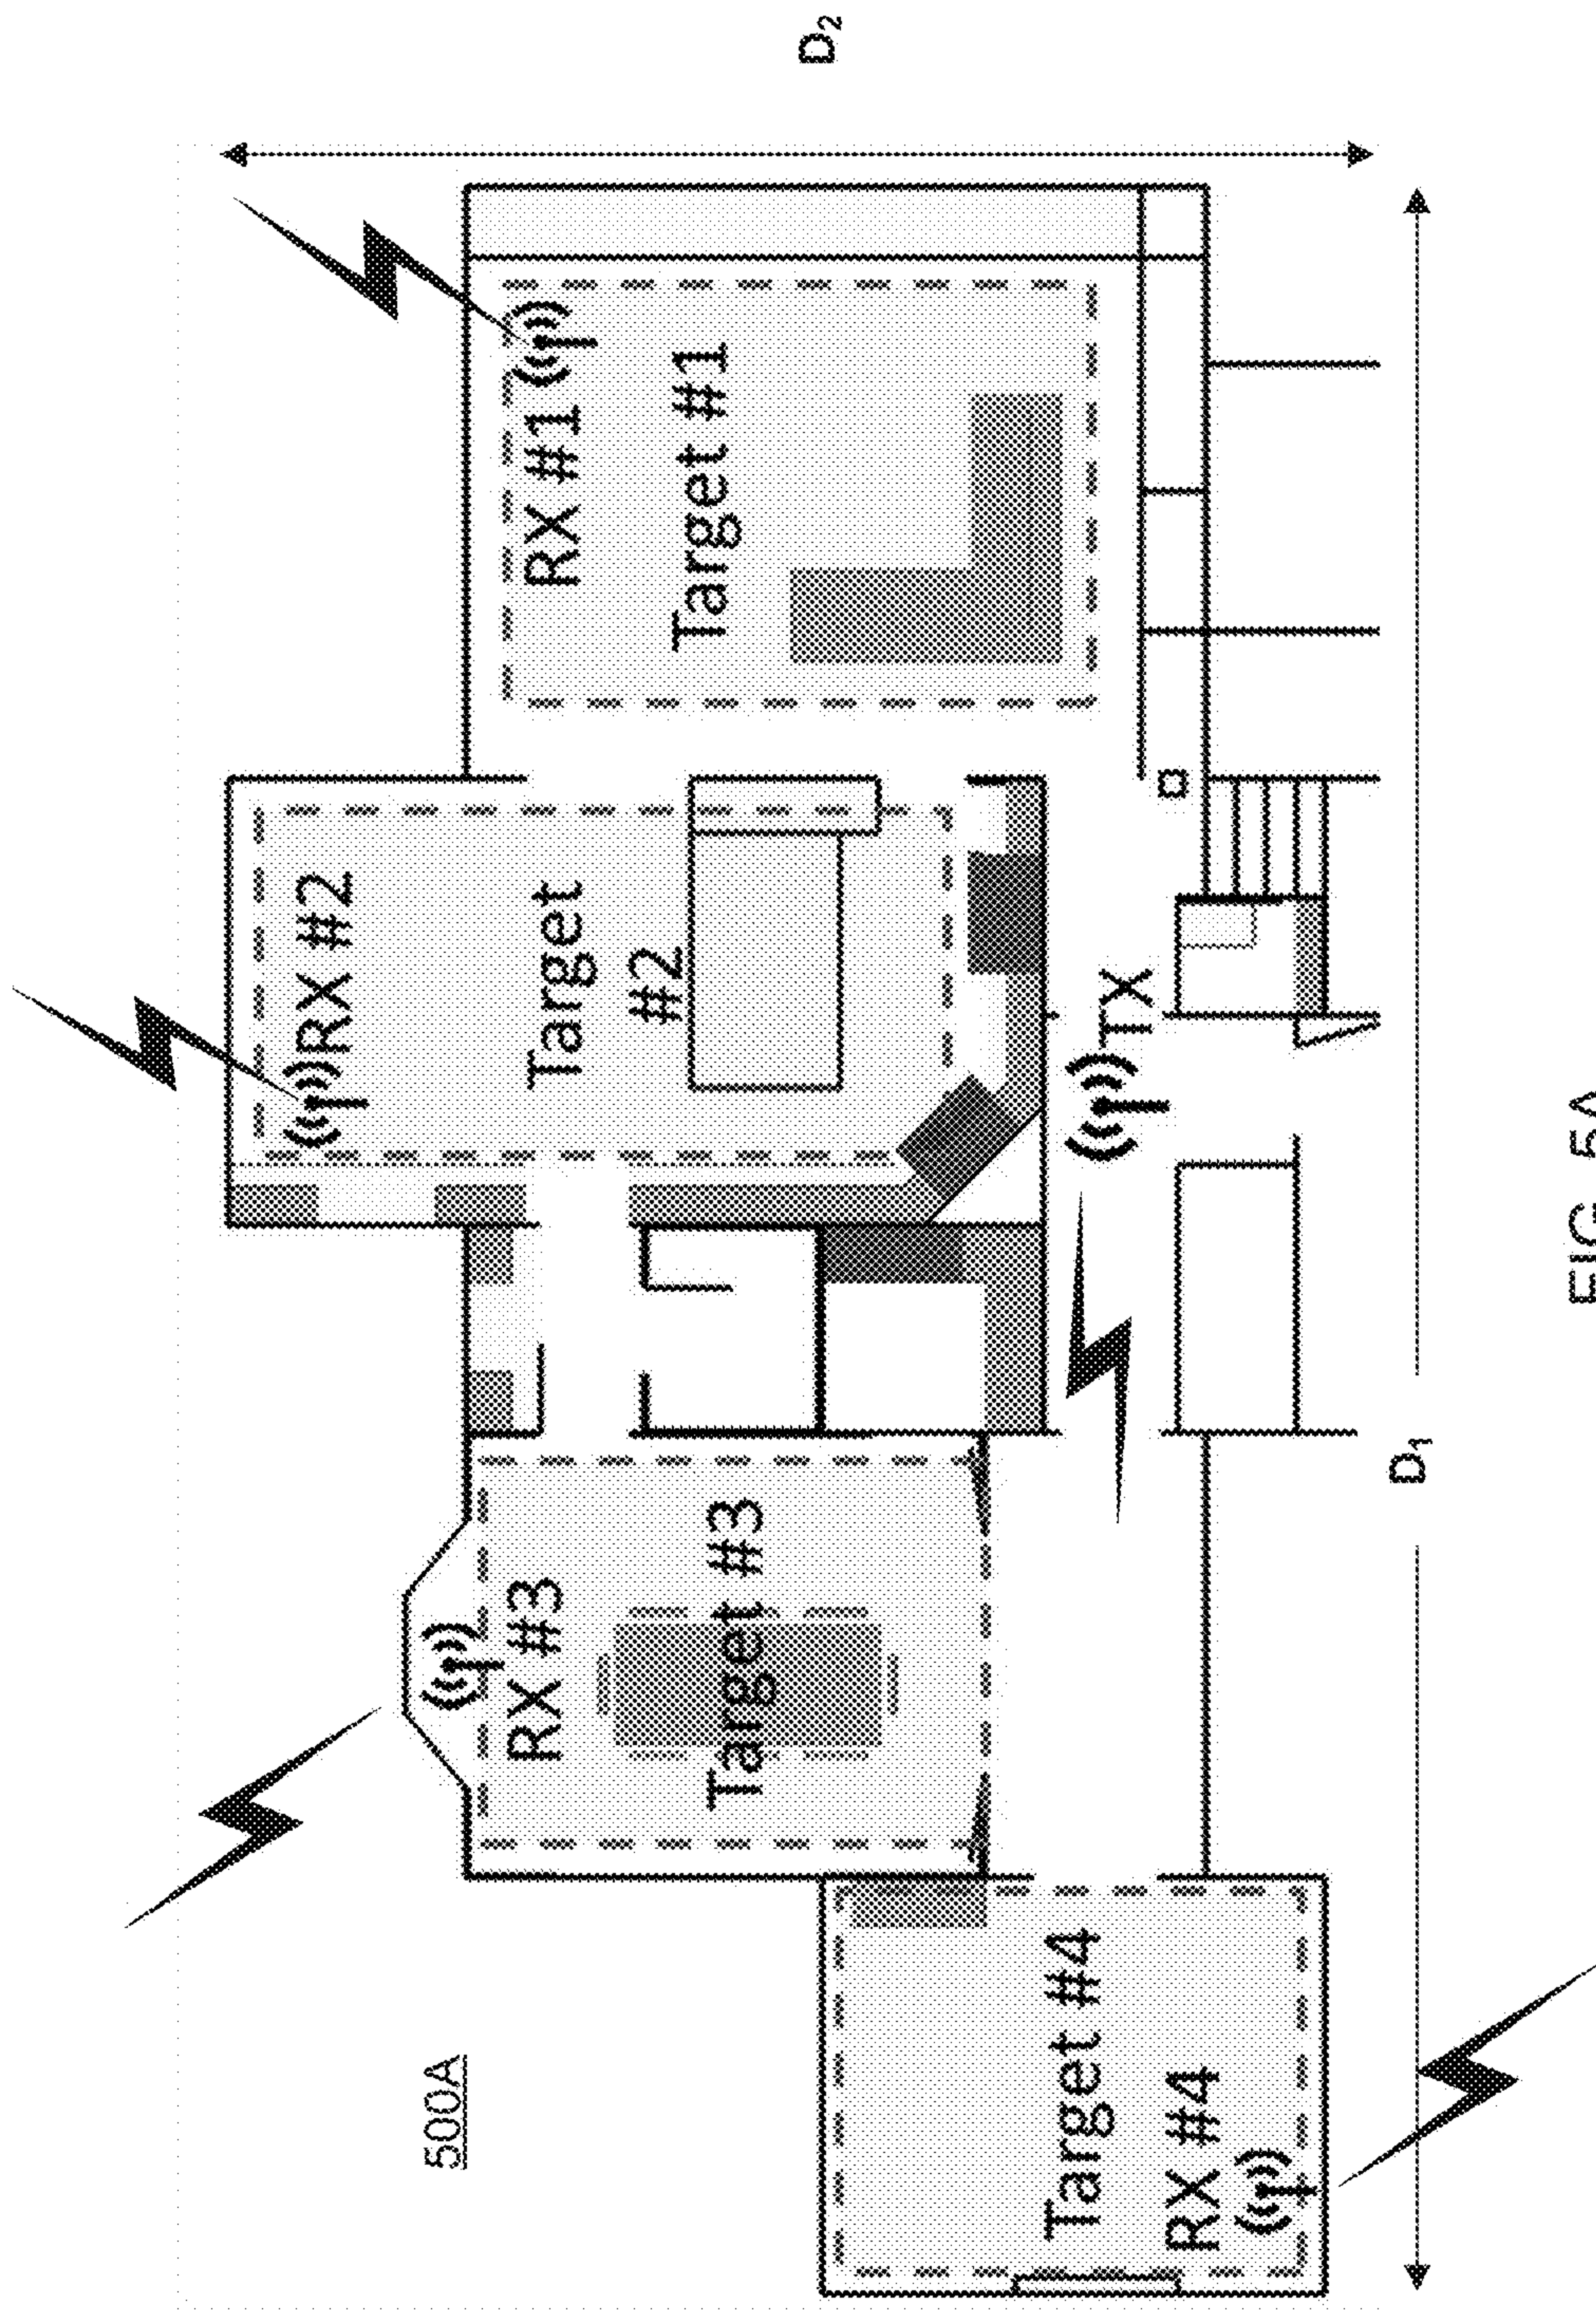 500A
RX #2
Target
#2
RX #3
RX #1
Target #3
Target #1
Target #4
RX #4
TX
D₂
D₁
FIG. 5A